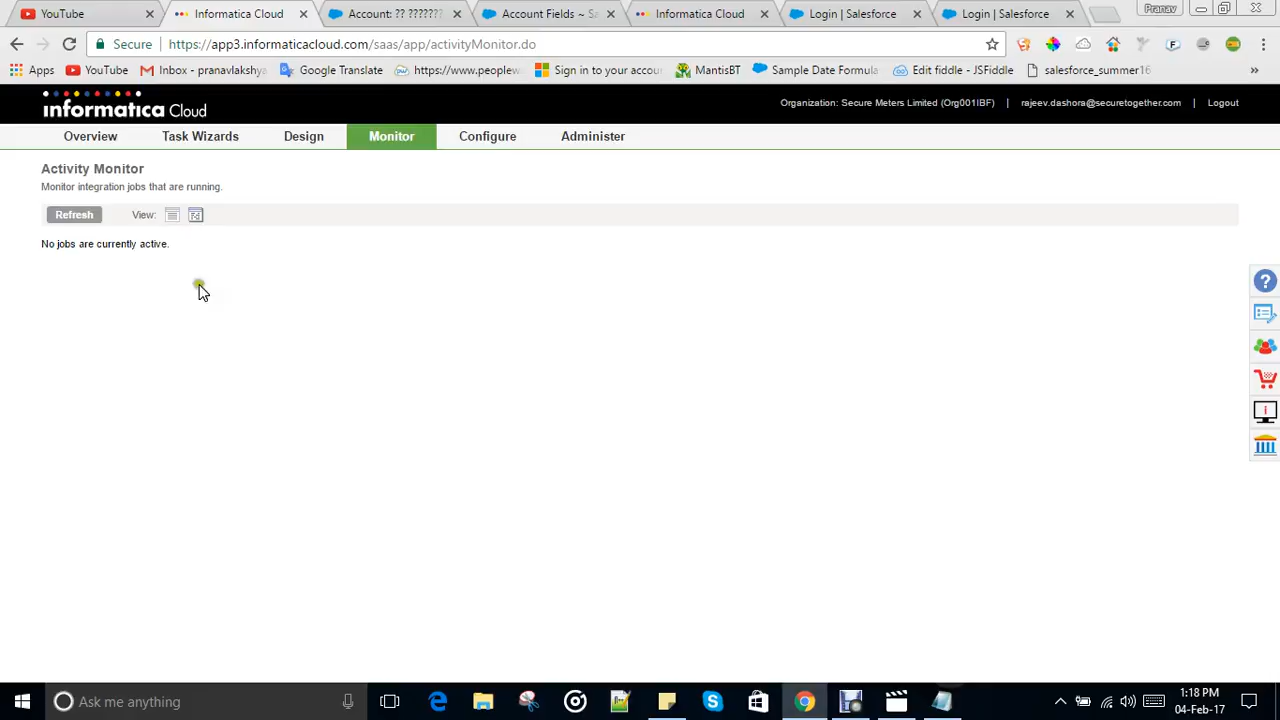 YouTube
Informatica Cloud
Account: ?? ???????
Account Fields ~ Sa
Informatica Cloud
Login | Salesforce
Login | Salesforce
Pranav
Secure
https://app3.informaticacloud.com/saas/app/activityMonitor.do
Apps
YouTube
Inbox - pranavlakshya
Google Translate
https://www.peoplew
Sign in to your accou
MantisBT
Sample Date Formula
Edit fiddle - JSFiddle
salesforce_summer16
»
informatica Cloud
Organization: Secure Meters Limited (Org001IBF) | rajeev.dashora@securetogether.com | Logout
Overview
Task Wizards
Design
Monitor
Configure
Administer
Activity Monitor
Monitor integration jobs that are running.
Refresh
View:
No jobs are currently active.
Ask me anything
1:18 PM
04-Feb-17